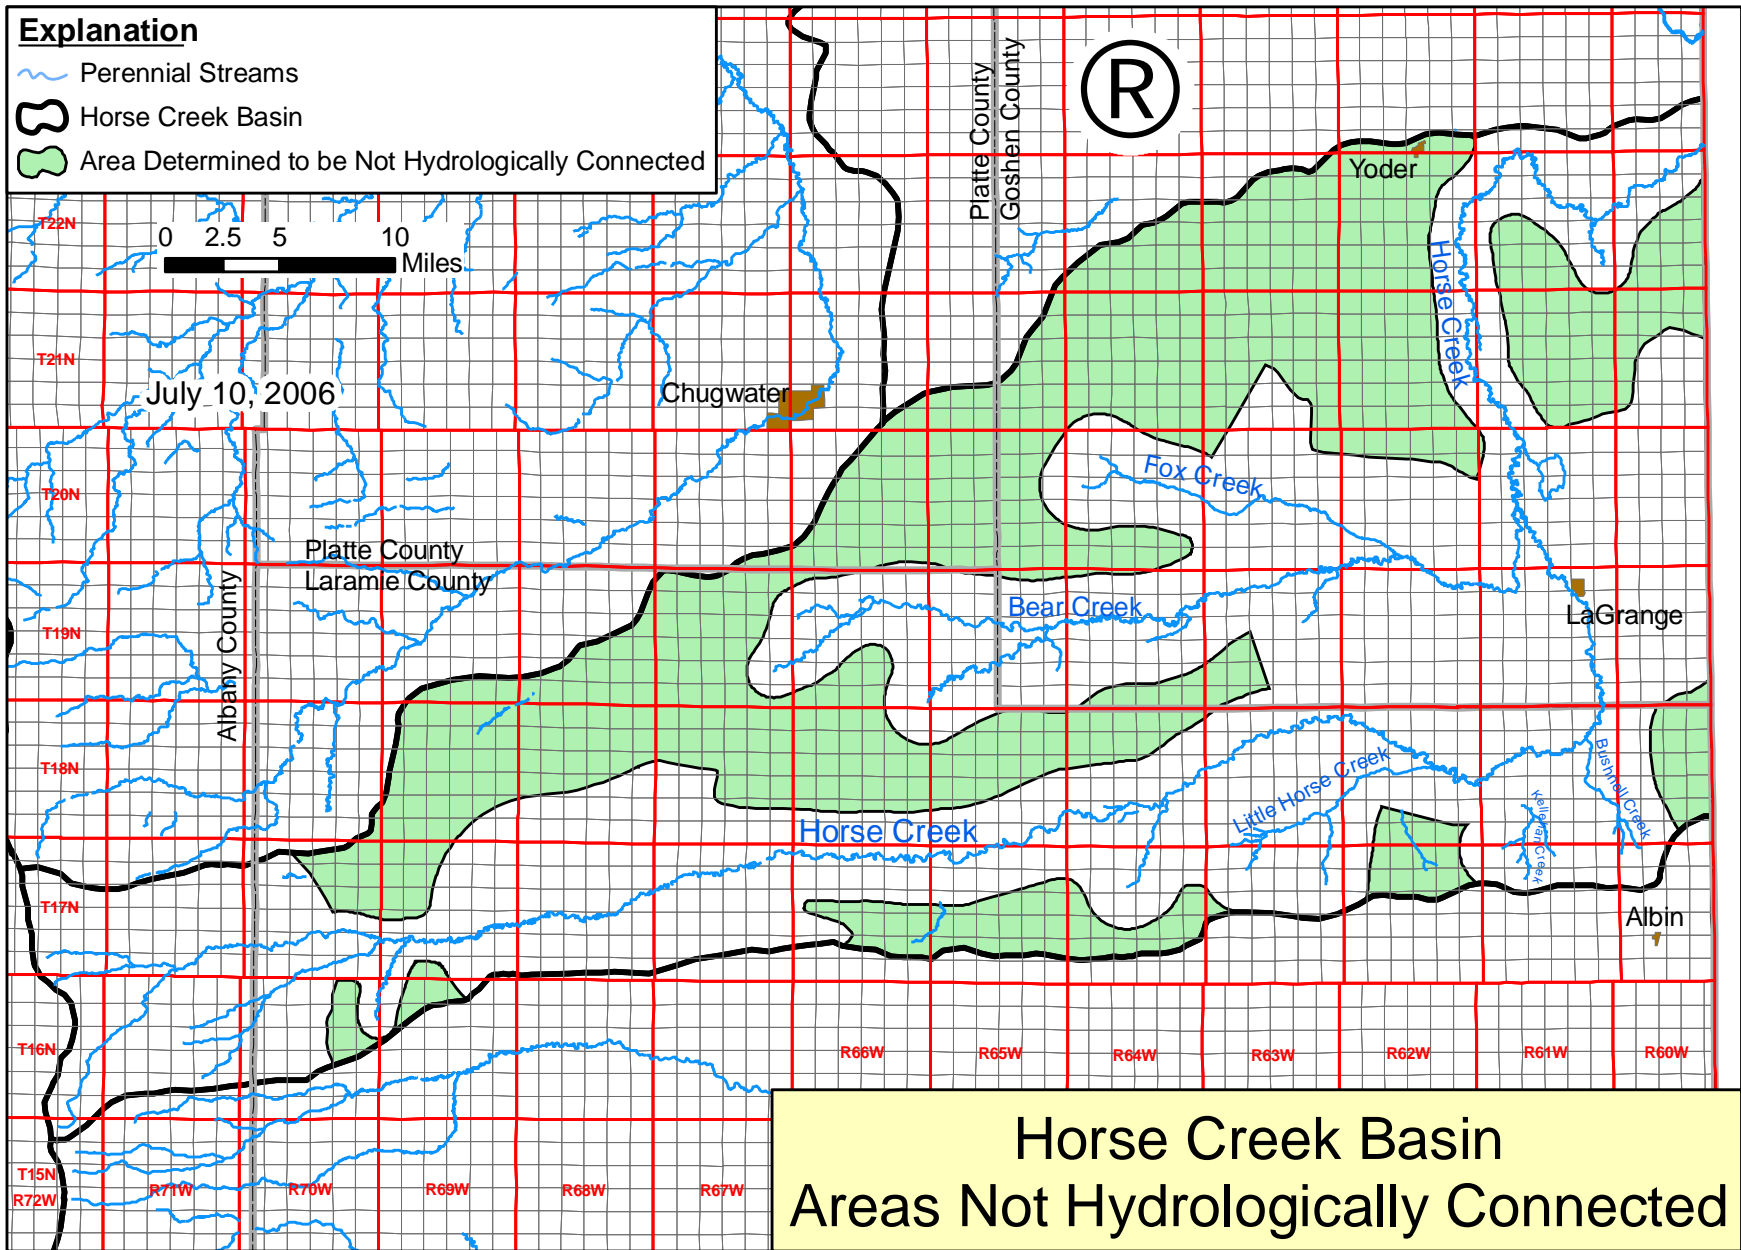 Explanation
Perennial Streams
Horse Creek Basin
Area Determined to be Not Hydrologically Connected
0 2.5 5 10
Miles
July 10, 2006
®
Platte County
Goshen County
Yoder
Horse Creek
Chugwater
Fox Creek
Platte County
Laramie County
Albany County
Bear Creek
LaGrange
Horse Creek
Little Horse Creek
Bushnell Creek
Kelleran Creek
Albin
T22N
T21N
T20N
T19N
T18N
T17N
T16N
T15N
R72W
R71W
R70W
R69W
R68W
R67W
R66W
R65W
R64W
R63W
R62W
R61W
R60W
Horse Creek Basin
Areas Not Hydrologically Connected